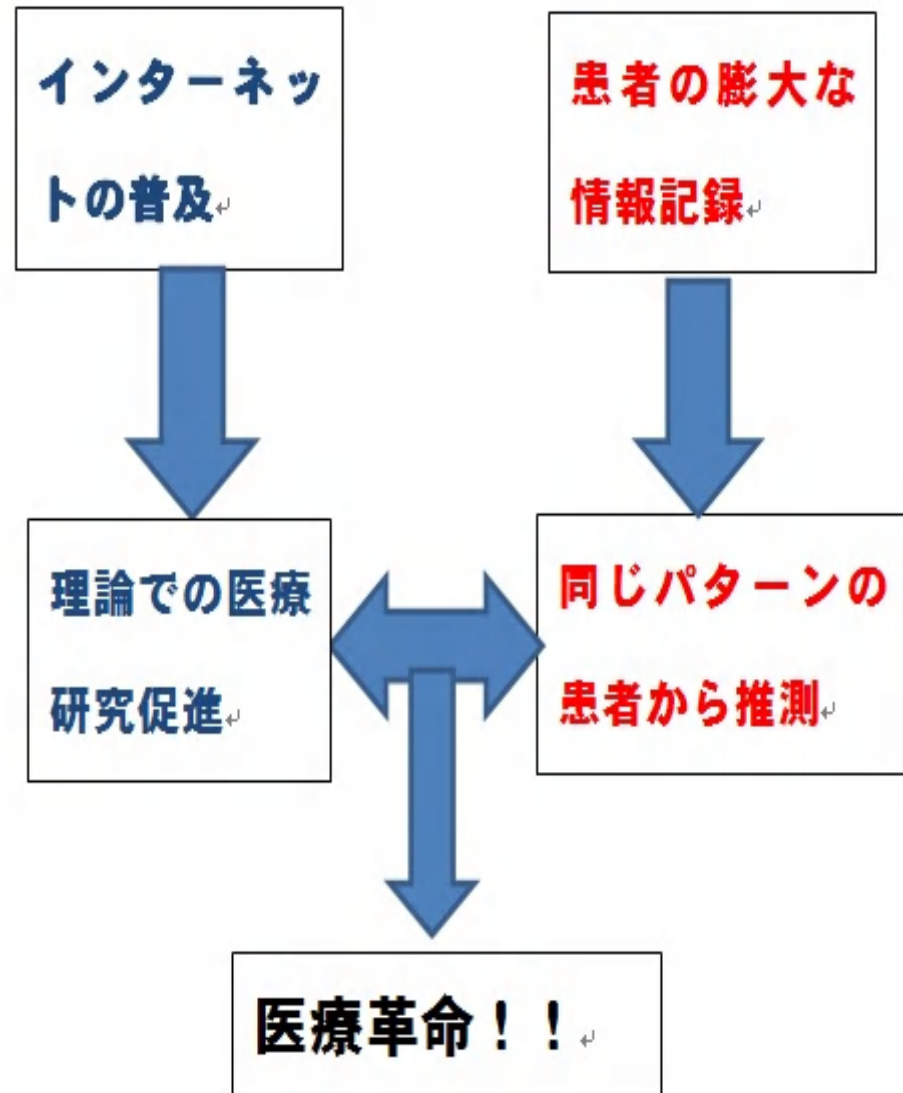 インターネッ
トの普及
患者の膨大な
情報記録
理論での医療
研究促進
同じパターンの
患者から推測
医療革命！！